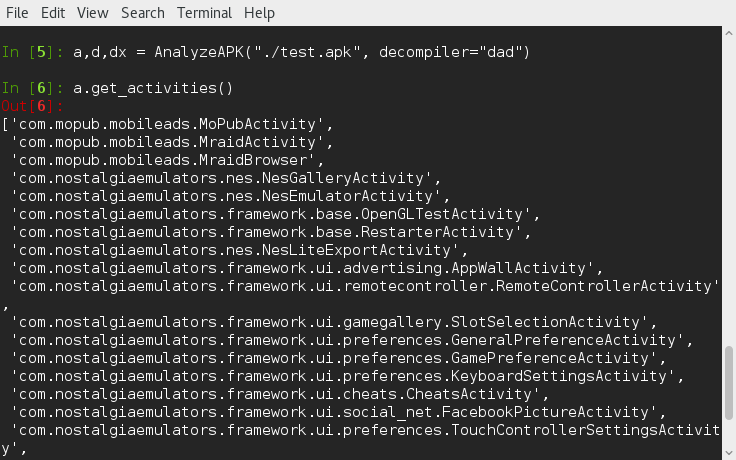 File Edit View Search Terminal Help
In [5]: a,d,dx = AnalyzeAPK("./test.apk", decompiler="dad")
In [6]: a.get_activities()
Out[6]:
['com.mopub.mobileads.MoPubActivity',
 'com.mopub.mobileads.MraidActivity',
 'com.mopub.mobileads.MraidBrowser',
 'com.nostalgiaemulators.nes.NesGalleryActivity',
 'com.nostalgiaemulators.nes.NesEmulatorActivity',
 'com.nostalgiaemulators.framework.base.OpenGLTestActivity',
 'com.nostalgiaemulators.framework.base.RestarterActivity',
 'com.nostalgiaemulators.nes.NesLiteExportActivity',
 'com.nostalgiaemulators.framework.ui.advertising.AppWallActivity',
 'com.nostalgiaemulators.framework.ui.remotecontroller.RemoteControllerActivity'
,
 'com.nostalgiaemulators.framework.ui.gamegallery.SlotSelectionActivity',
 'com.nostalgiaemulators.framework.ui.preferences.GeneralPreferenceActivity',
 'com.nostalgiaemulators.framework.ui.preferences.GamePreferenceActivity',
 'com.nostalgiaemulators.framework.ui.preferences.KeyboardSettingsActivity',
 'com.nostalgiaemulators.framework.ui.cheats.CheatsActivity',
 'com.nostalgiaemulators.framework.ui.social_net.FacebookPictureActivity',
 'com.nostalgiaemulators.framework.ui.preferences.TouchControllerSettingsActivit
y',